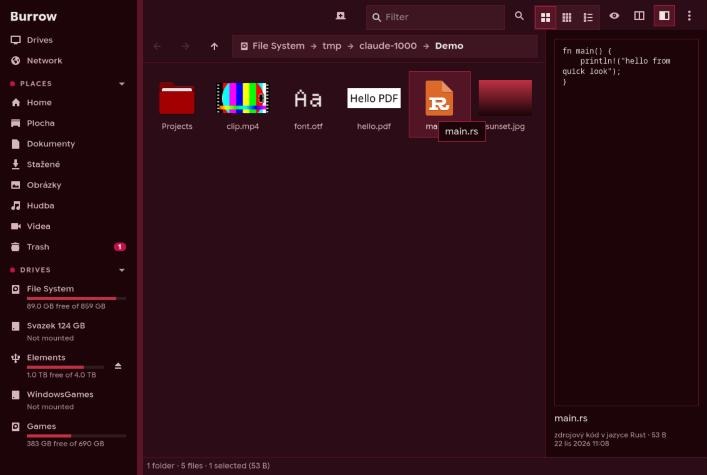 Burrow
Drives
Network
PLACES
Home
Plocha
Dokumenty
Stažené
Obrázky
Hudba
Videa
Trash 1
DRIVES
File System
89.0 GB free of 859 GB
Svazek 124 GB
Not mounted
Elements
1.0 TB free of 4.0 TB
WindowsGames
Not mounted
Games
383 GB free of 690 GB
Filter
File System → tmp → claude-1000 → Demo
Aa
Hello PDF
R
Projects clip.mp4 font.otf hello.pdf sunset.jpg
main.rs
1 folder · 5 files · 1 selected (53 B)
fn main() {
    println!("hello from
quick look");
}
main.rs
zdrojový kód v jazyce Rust · 53 B
22 lis 2026 11:08